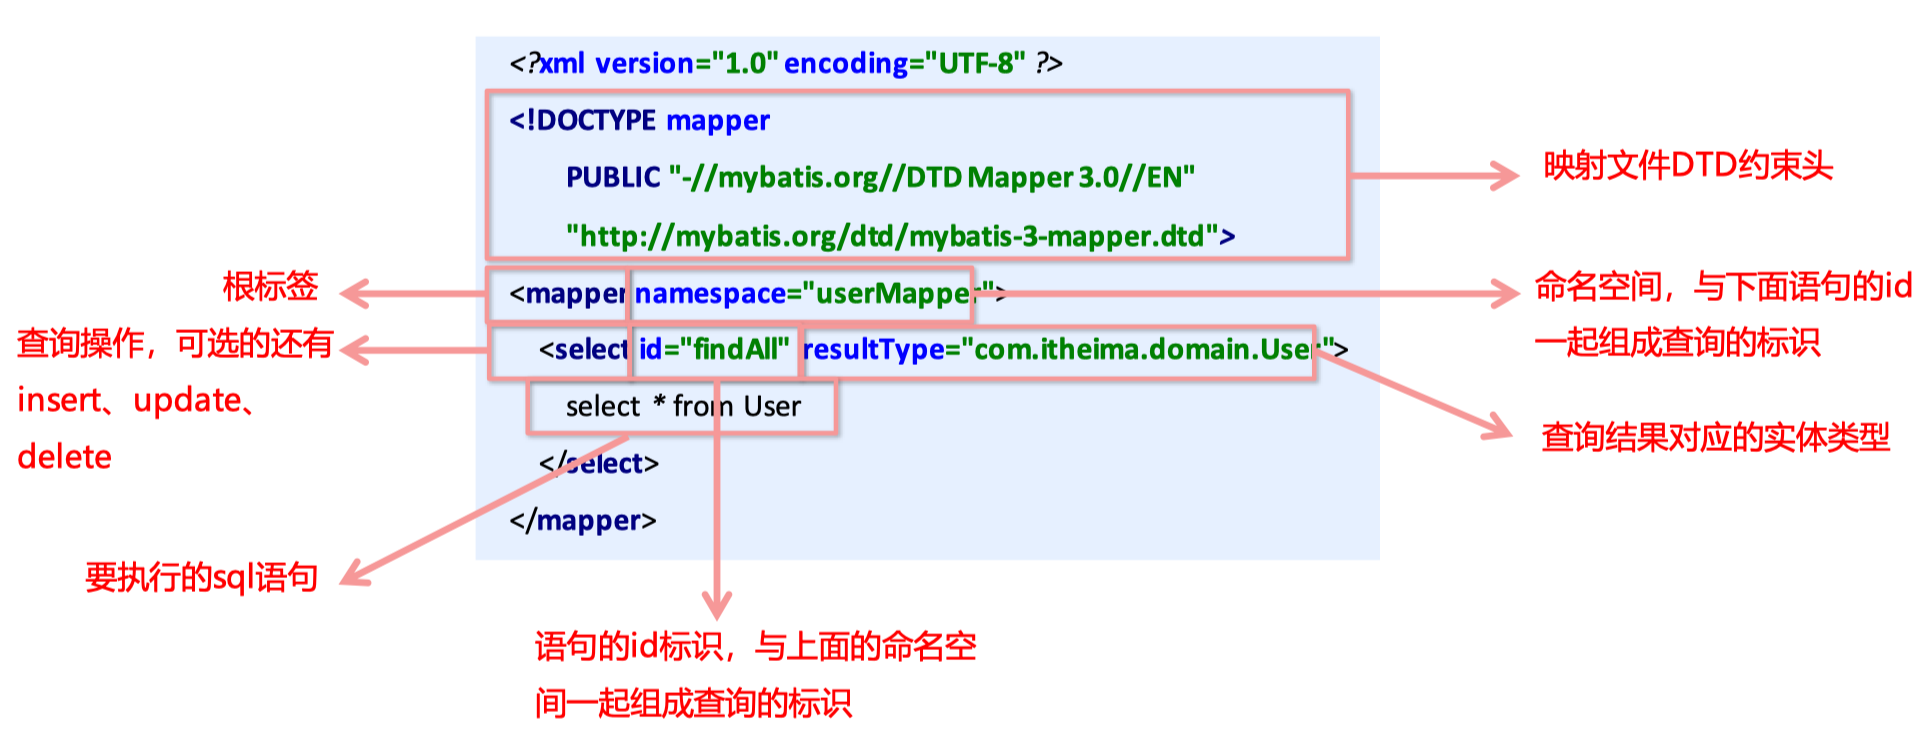 <?xml version="1.0" encoding="UTF-8" ?>
<!DOCTYPE mapper
PUBLIC "-//mybatis.org//DTD Mapper 3.0//EN"
"http://mybatis.org/dtd/mybatis-3-mapper.dtd">
<mapper namespace="userMapper">
<select id="findAll" resultType="com.itheima.domain.User">
select * from User
</select>
</mapper>
映射文件DTD约束头
根标签
命名空间，与下面语句的id
一起组成查询的标识
查询操作，可选的还有
insert、update、
delete
查询结果对应的实体类型
要执行的sql语句
语句的id标识，与上面的命名空
间一起组成查询的标识